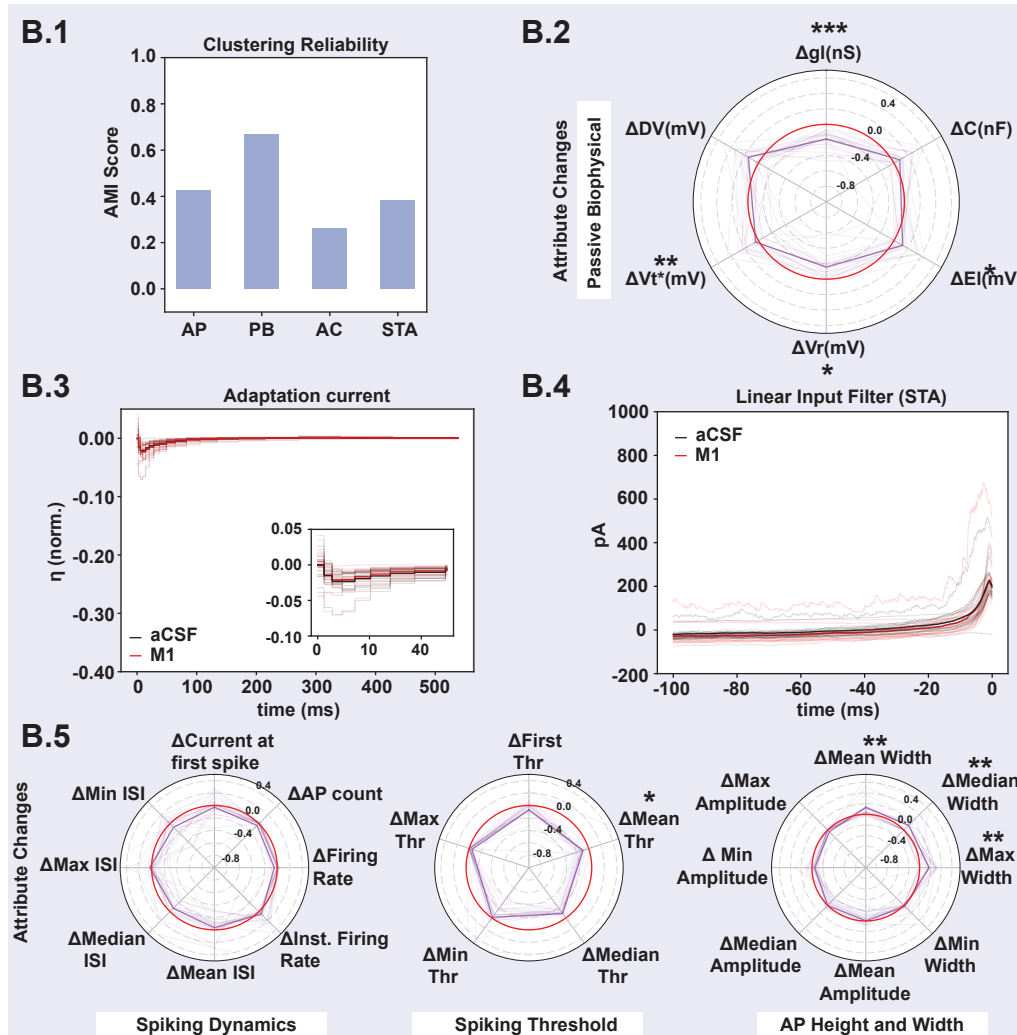 B.1
Clustering Reliability
AMI Score
1.0
0.8
0.6
0.4
0.2
0.0
AP PB AC STA
B.2
Attribute Changes
Passive Biophysical
***
Δgl(nS)
ΔDV(mV)
ΔC(nF)
0.4
0.0
-0.4
-0.8
**
ΔVt*(mV)
*
ΔEl(mV
ΔVr(mV)
*
B.3
Adaptation current
η (norm.)
0.00
-0.10
-0.20
-0.30
-0.40
aCSF
M1
0 100 200 300 400 500
time (ms)
0.05
0.00
-0.05
-0.10
0 10 40
B.4
Linear Input Filter (STA)
pA
1000
800
600
400
200
0
-200
aCSF
M1
-100 -80 -60 -40 -20 0
time (ms)
B.5
Attribute Changes
ΔCurrent at
first spike
ΔMin ISI
ΔAP count
ΔMax ISI
ΔFiring
Rate
ΔMedian
ISI
ΔInst. Firing
Rate
ΔMean ISI
0.4
0.0
-0.4
-0.8
Spiking Dynamics
ΔFirst
Thr
ΔMax
Thr
*
ΔMean
Thr
ΔMin
Thr
ΔMedian
Thr
0.4
0.0
-0.4
-0.8
Spiking Threshold
**
ΔMean Width
ΔMax
Amplitude
**
ΔMedian
Width
Δ Min
Amplitude
**
ΔMax
Width
ΔMedian
Amplitude
ΔMin
Width
ΔMean
Amplitude
0.4
0.0
-0.4
-0.8
AP Height and Width